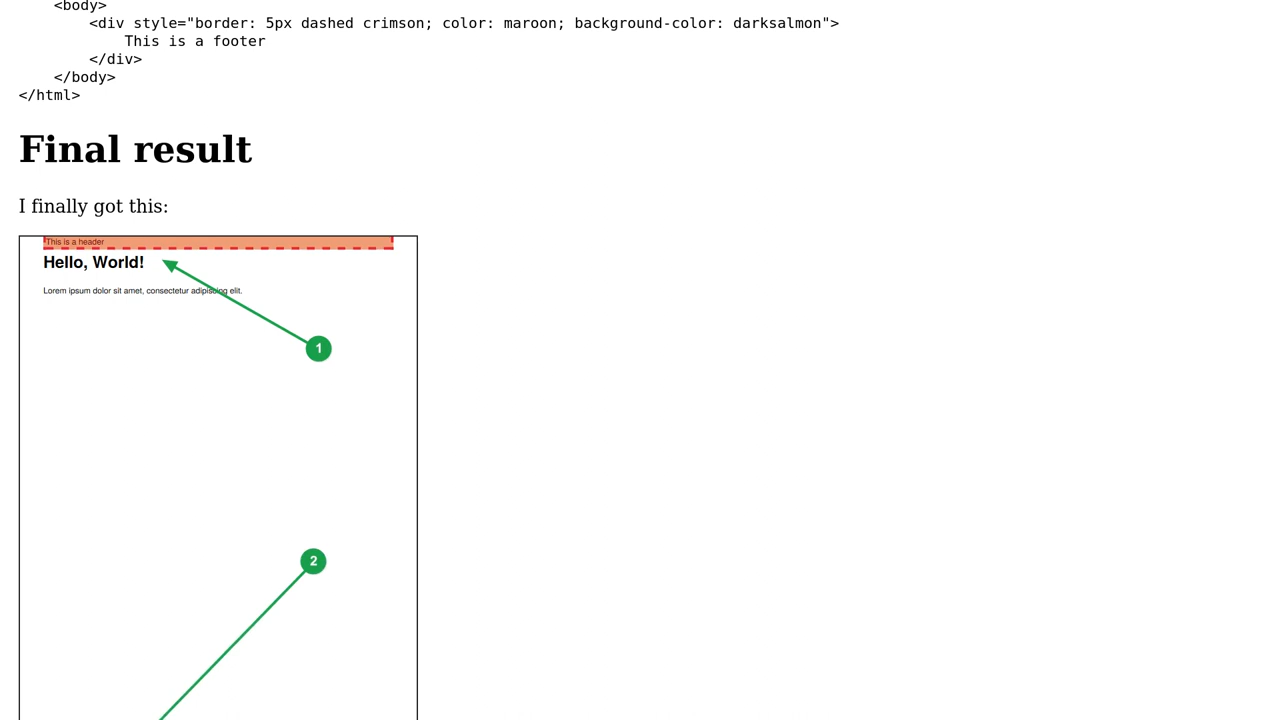 <body>
<div style="border: 5px dashed crimson; color: maroon; background-color: darksalmon">
This is a footer
</div>
</body>
</html>
Final result
I finally got this:
This is a header
Hello, World!
Lorem ipsum dolor sit amet, consectetur adipiscing elit.
1
2